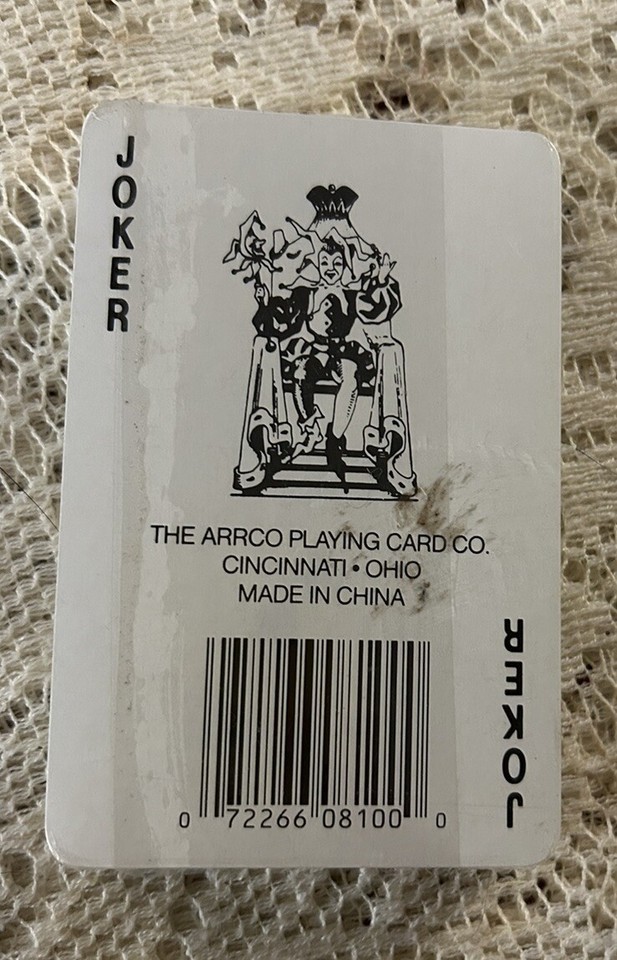 JOKER
THE ARRCO PLAYING CARD CO.
CINCINNATI • OHIO
MADE IN CHINA
JOKER
0 72266 08100 0